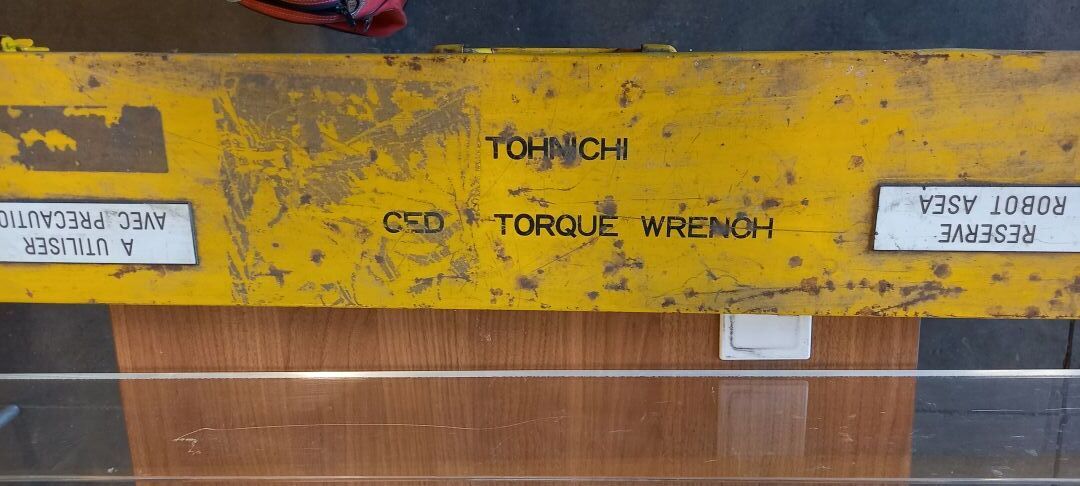 TOHNICHI
CED TORQUE WRENCH
A UTILISER
AVEC PRECAUTIO
RESERVE
ROBOT ASEA